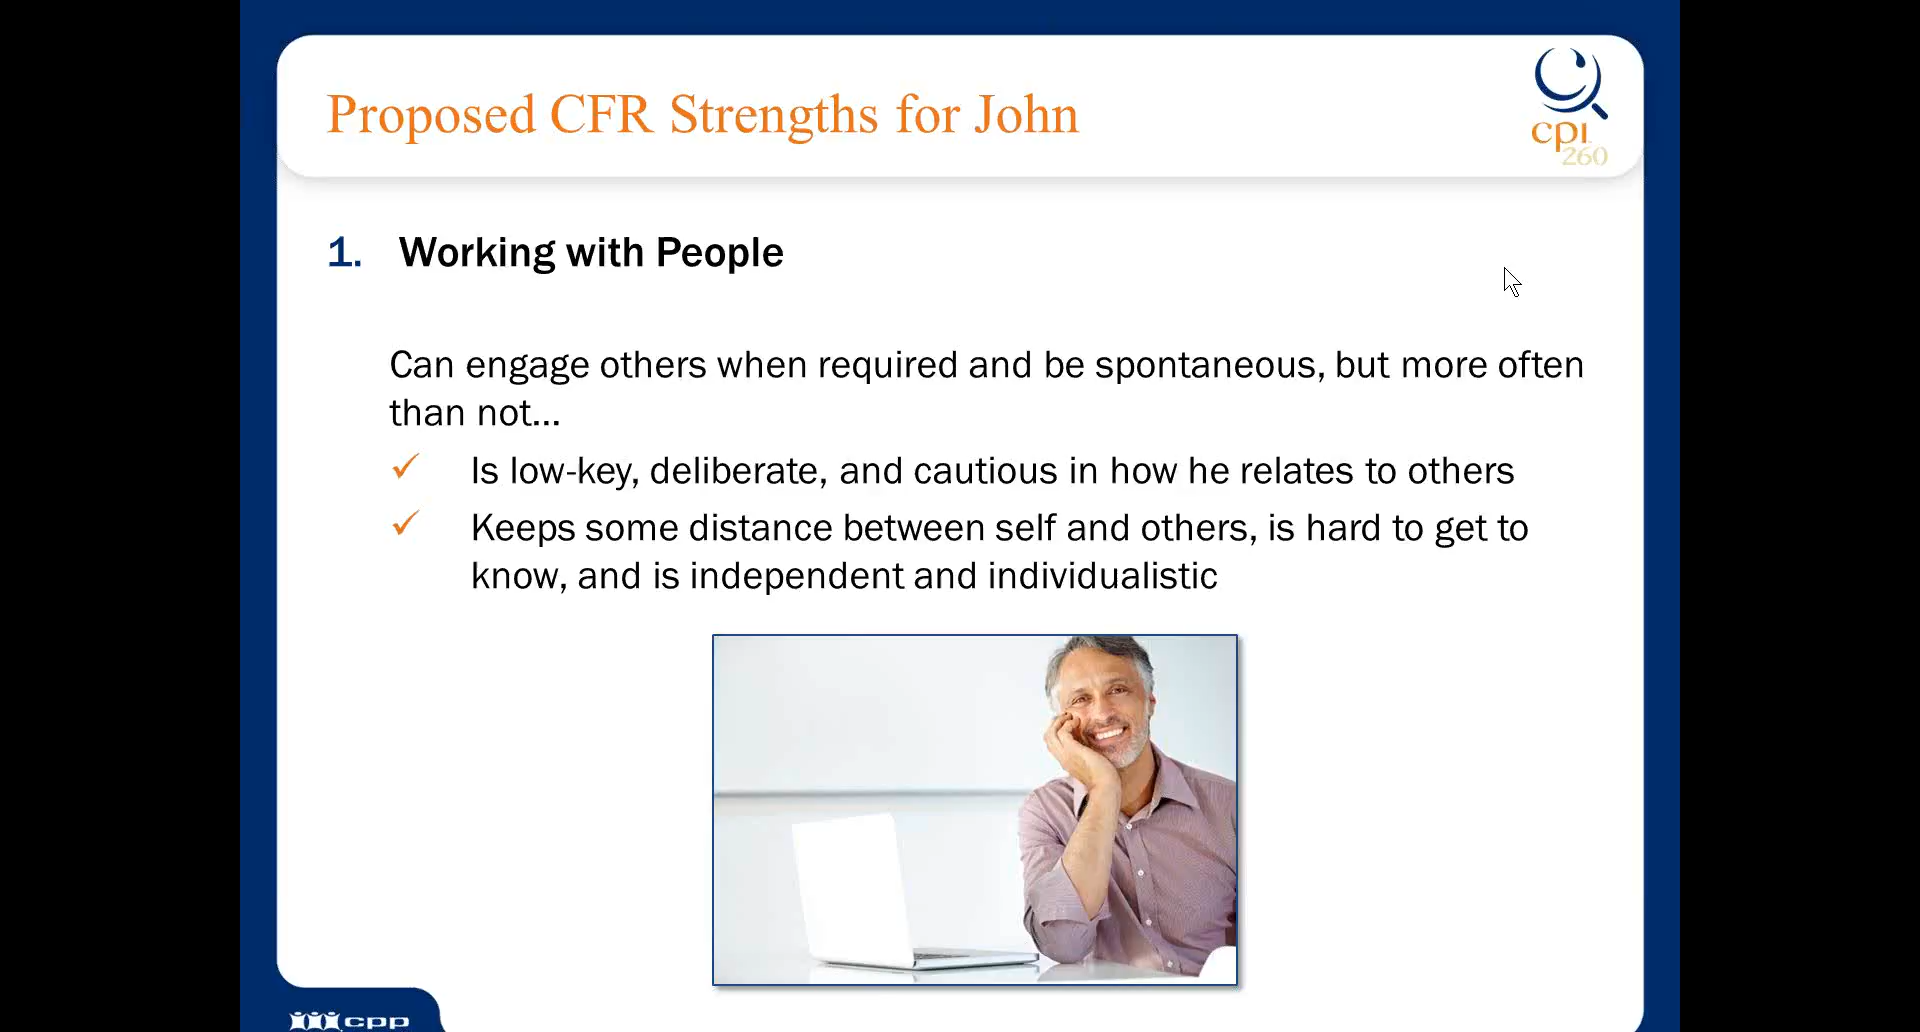 Proposed CFR Strengths for John
cpi
260
1. Working with People
Can engage others when required and be spontaneous, but more often
than not...
Is low-key, deliberate, and cautious in how he relates to others
Keeps some distance between self and others, is hard to get to
know, and is independent and individualistic
cpp